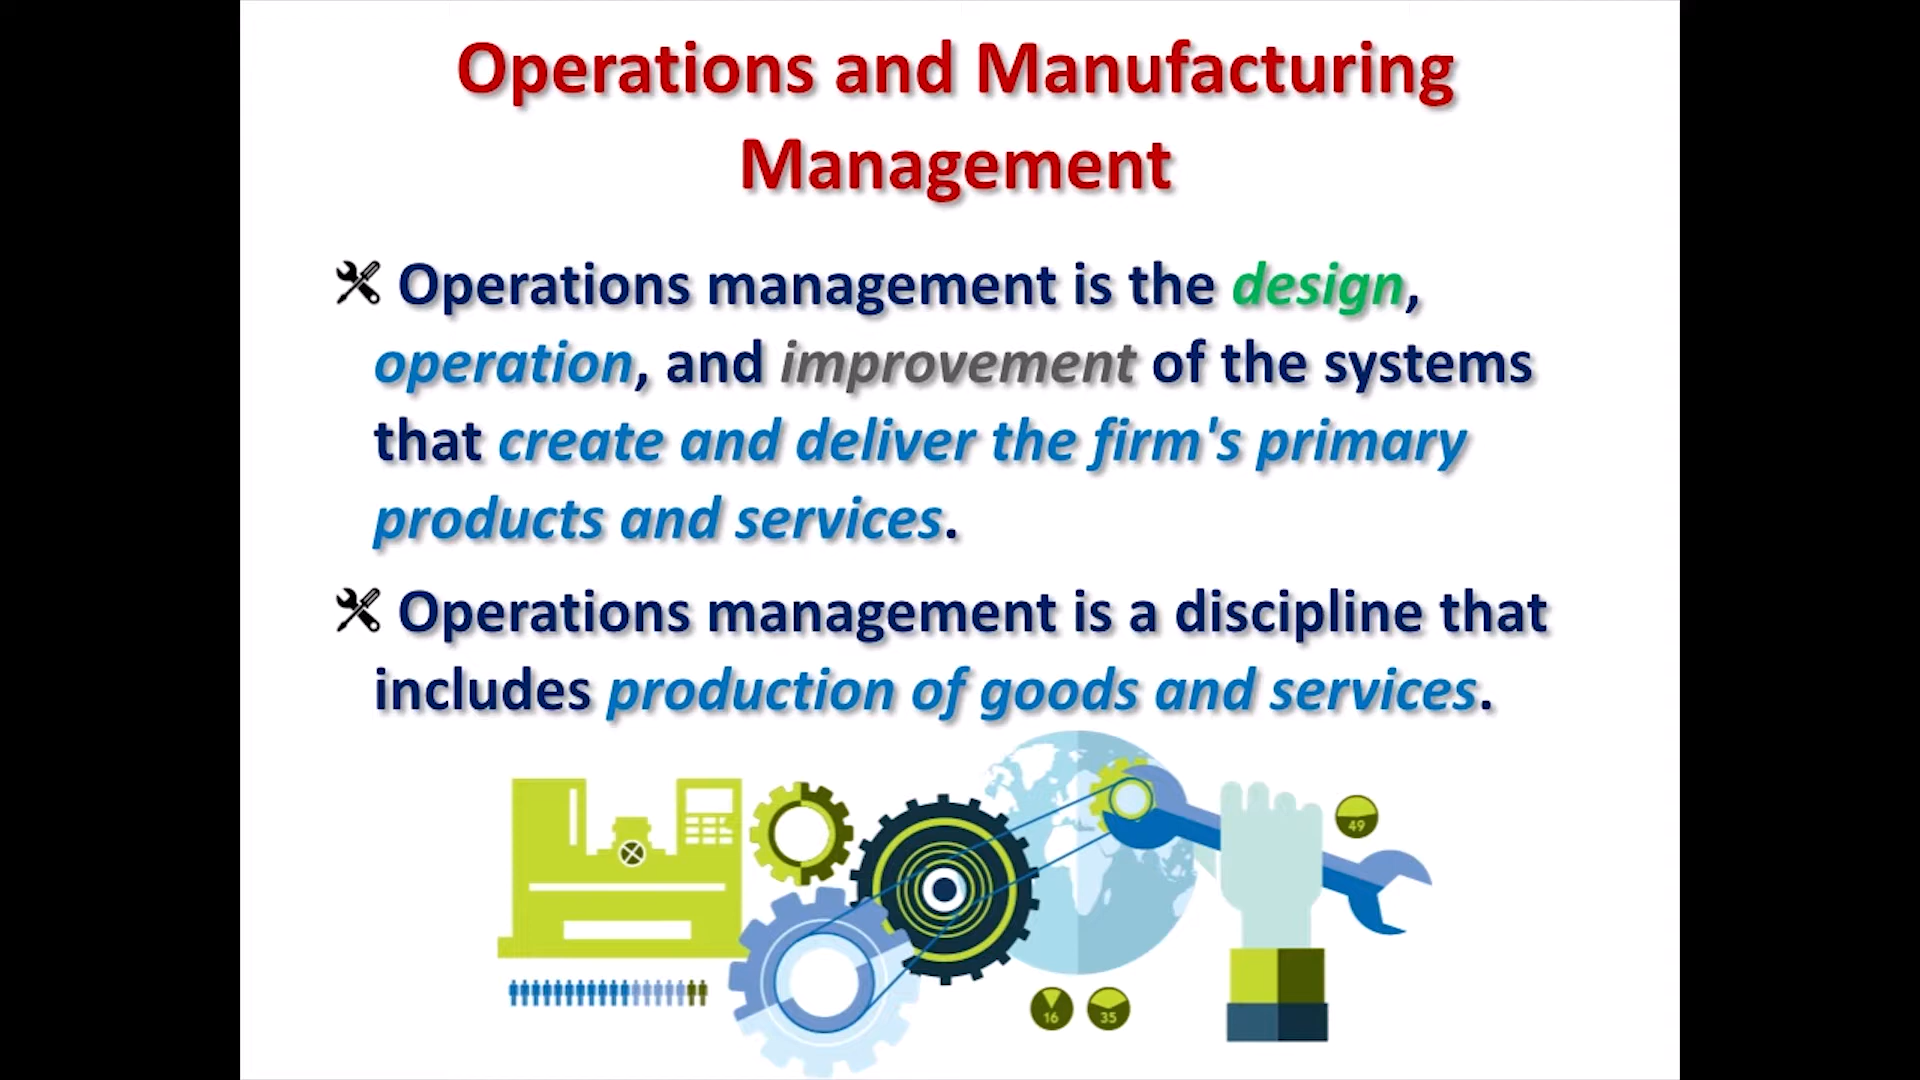 Operations and Manufacturing
Management
Operations management is the design,
operation, and improvement of the systems
that create and deliver the firm's primary
products and services.
Operations management is a discipline that
includes production of goods and services.
49
16
35